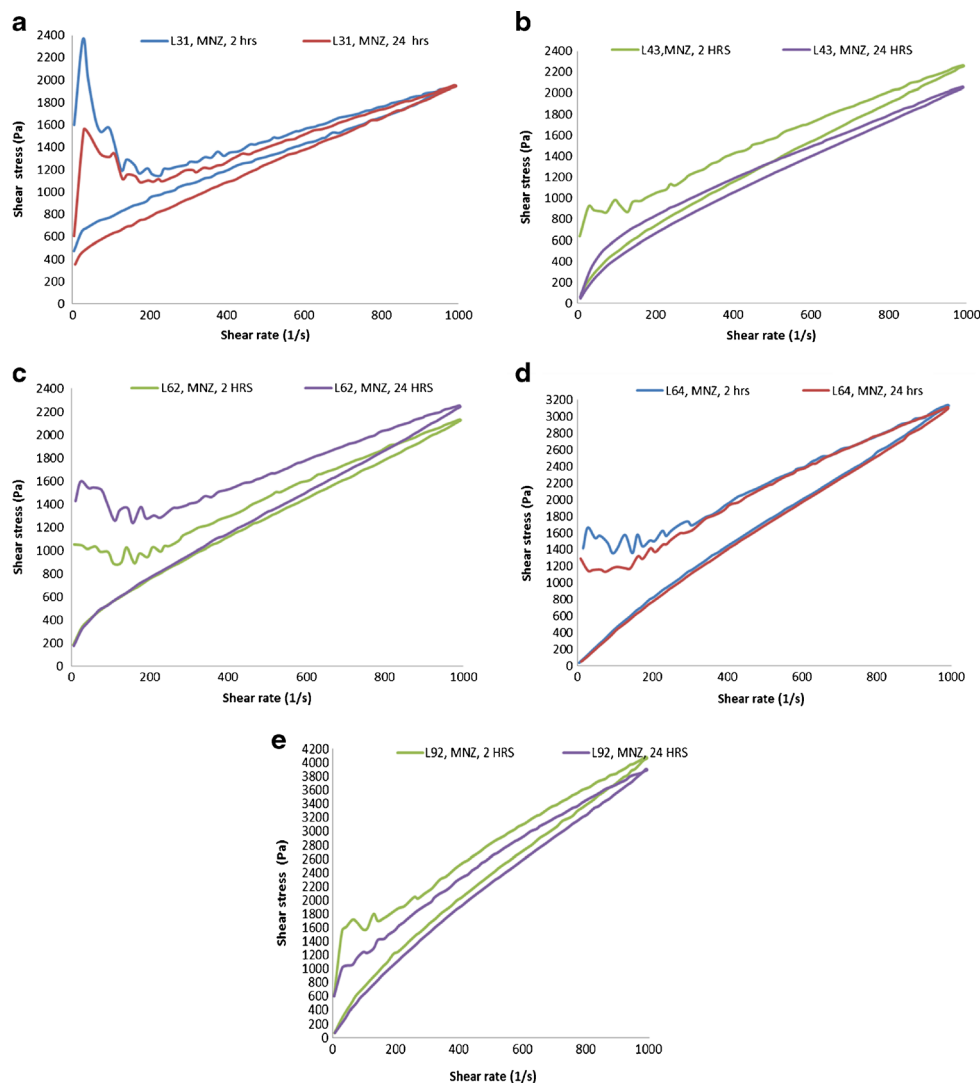 a
L31, MNZ, 2 hrs
L31, MNZ, 24 hrs
Shear stress (Pa)
2400
2200
2000
1800
1600
1400
1200
1000
800
600
400
200
0
0 200 400 600 800 1000
Shear rate (1/s)
b
L43,MNZ, 2 HRS
L43, MNZ, 24 HRS
Shear stress (Pa)
2400
2200
2000
1800
1600
1400
1200
1000
800
600
400
200
0
0 200 400 600 800 1000
Shear rate (1/s)
c
L62, MNZ, 2 HRS
L62, MNZ, 24 HRS
Shear stress (Pa)
2400
2200
2000
1800
1600
1400
1200
1000
800
600
400
200
0
0 200 400 600 800 1000
Shear rate (1/s)
d
L64, MNZ, 2 hrs
L64, MNZ, 24 hrs
Shear stress (Pa)
3200
3000
2800
2600
2400
2200
2000
1800
1600
1400
1200
1000
800
600
400
200
0
0 200 400 600 800 1000
Shear rate (1/s)
e
L92, MNZ, 2 HRS
L92, MNZ, 24 HRS
Shear stress (Pa)
4200
4000
3800
3600
3400
3200
3000
2800
2600
2400
2200
2000
1800
1600
1400
1200
1000
800
600
400
200
0
0 200 400 600 800 1000
Shear rate (1/s)